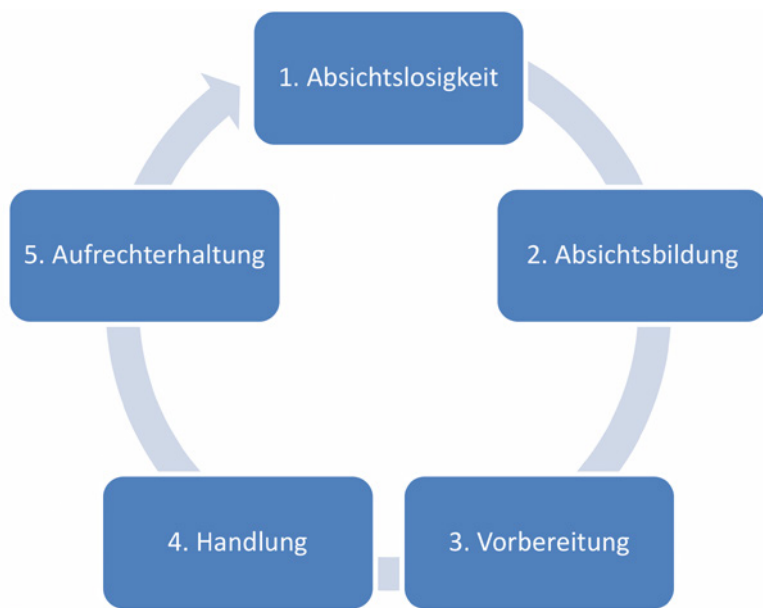 1. Absichtslosigkeit
2. Absichtsbildung
3. Vorbereitung
4. Handlung
5. Aufrechterhaltung